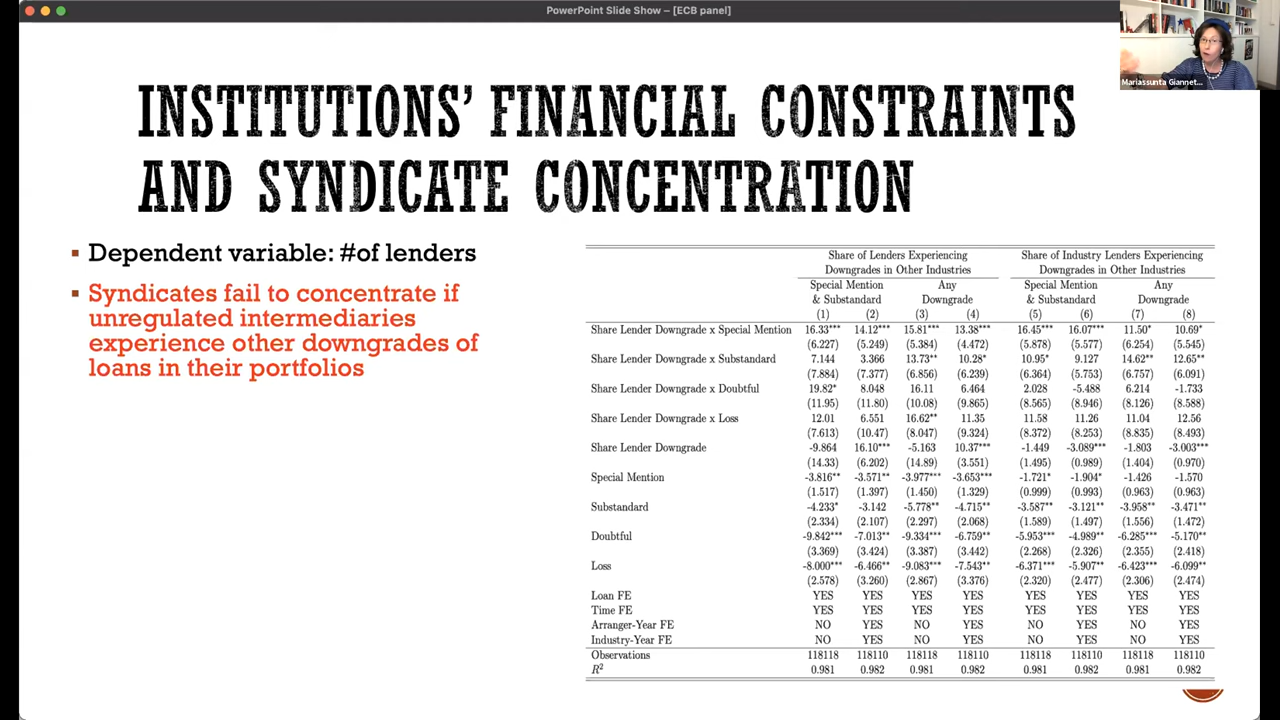 PowerPoint Slide Show – [ECB panel]
Mariassunta Giannet...
INSTITUTIONS' FINANCIAL CONSTRAINTS
AND SYNDICATE CONCENTRATION
▪ Dependent variable: #of lenders
▪ Syndicates fail to concentrate if
unregulated intermediaries
experience other downgrades of
loans in their portfolios
Share of Lenders Experiencing Share of Industry Lenders Experiencing
Downgrades in Other Industries Downgrades in Other Industries
Special Mention Any Special Mention Any
& Substandard Downgrade & Substandard Downgrade
(1) (2) (3) (4) (5) (6) (7) (8)
Share Lender Downgrade x Special Mention 16.33*** 14.12*** 15.81*** 13.38*** 16.45*** 16.07*** 11.50* 10.69*
(6.227) (5.249) (5.384) (4.472) (5.878) (5.577) (6.254) (5.545)
Share Lender Downgrade x Substandard 7.144 3.366 13.73** 10.28* 10.95* 9.127 14.62** 12.65**
(7.884) (7.377) (6.856) (6.239) (6.364) (5.753) (6.757) (6.091)
Share Lender Downgrade x Doubtful 19.82* 8.048 16.11 6.464 2.028 -5.488 6.214 -1.733
(11.95) (11.80) (10.08) (9.865) (8.565) (8.946) (8.126) (8.588)
Share Lender Downgrade x Loss 12.01 6.551 16.62** 11.35 11.58 11.26 11.04 12.56
(7.613) (10.47) (8.047) (9.324) (8.372) (8.253) (8.835) (8.493)
Share Lender Downgrade -9.864 16.10*** -5.163 10.37*** -1.449 -3.089*** -1.803 -3.003***
(14.33) (6.202) (14.89) (3.551) (1.495) (0.989) (1.404) (0.970)
Special Mention -3.816** -3.571** -3.977*** -3.653*** -1.721* -1.904* -1.426 -1.570
(1.517) (1.397) (1.450) (1.329) (0.999) (0.993) (0.963) (0.963)
Substandard -4.233* -3.142 -5.778** -4.715** -3.587** -3.121** -3.958** -3.471**
(2.334) (2.107) (2.297) (2.068) (1.589) (1.497) (1.556) (1.472)
Doubtful -9.842*** -7.013** -9.334*** -6.759** -5.953*** -4.989** -6.285*** -5.170**
(3.369) (3.424) (3.387) (3.442) (2.268) (2.326) (2.355) (2.418)
Loss -8.000*** -6.466** -9.083*** -7.543** -6.371*** -5.907** -6.423*** -6.099**
(2.578) (3.260) (2.867) (3.376) (2.320) (2.477) (2.306) (2.474)
Loan FE YES YES YES YES YES YES YES YES
Time FE YES YES YES YES YES YES YES YES
Arranger-Year FE NO YES NO YES NO YES NO YES
Industry-Year FE NO YES NO YES NO YES NO YES
Observations 118118 118110 118118 118110 118118 118110 118118 118110
R² 0.981 0.982 0.981 0.982 0.981 0.982 0.981 0.982